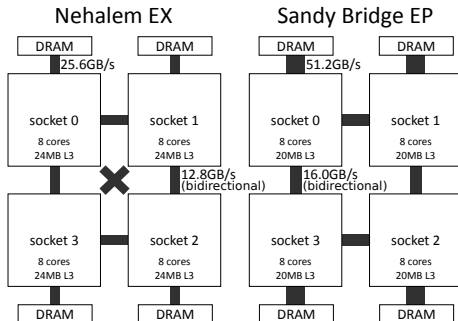 Nehalem EX
Sandy Bridge EP
DRAM
DRAM
DRAM
DRAM
25.6GB/s
51.2GB/s
socket 0
8 cores
24MB L3
socket 1
8 cores
24MB L3
socket 0
8 cores
20MB L3
socket 1
8 cores
20MB L3
12.8GB/s
(bidirectional)
16.0GB/s
(bidirectional)
socket 3
8 cores
24MB L3
socket 2
8 cores
24MB L3
socket 3
8 cores
20MB L3
socket 2
8 cores
20MB L3
DRAM
DRAM
DRAM
DRAM